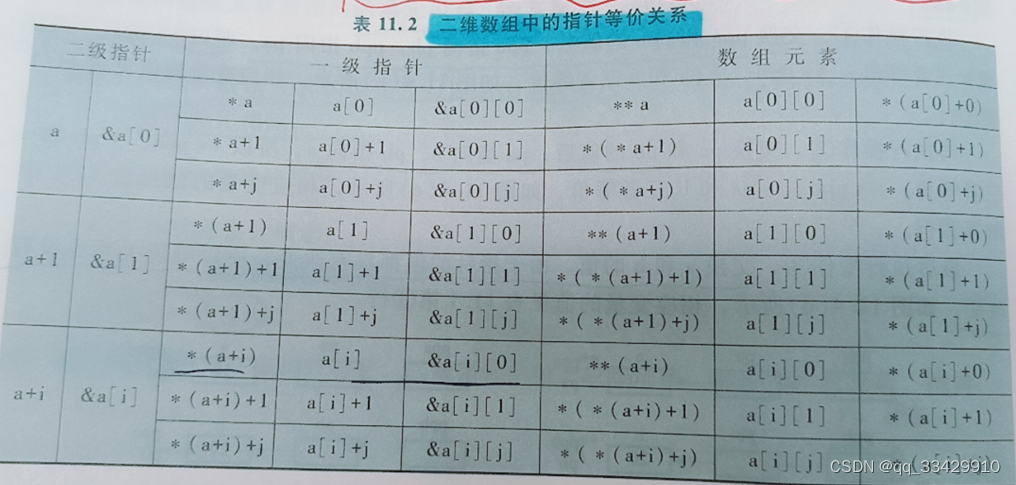 表 11.2 二维数组中的指针等价关系
二级指针 一级指针 数组元素
a &a[0] *a a[0] &a[0][0] **a a[0][0] *(a[0]+0)
*a+1 a[0]+1 &a[0][1] *(*a+1) a[0][1] *(a[0]+1)
*a+j a[0]+j &a[0][j] *(*a+j) a[0][j] *(a[0]+j)
a+1 &a[1] *(a+1) a[1] &a[1][0] **(a+1) a[1][0] *(a[1]+0)
*(a+1)+1 a[1]+1 &a[1][1] *(*(a+1)+1) a[1][1] *(a[1]+1)
*(a+1)+j a[1]+j &a[1][j] *(*(a+1)+j) a[1][j] *(a[1]+j)
a+i &a[i] *(a+i) a[i] &a[i][0] **(a+i) a[i][0] *(a[i]+0)
*(a+i)+1 a[i]+1 &a[i][1] *(*(a+i)+1) a[i][1] *(a[i]+1)
*(a+i)+j a[i]+j &a[i][j] *(*(a+i)+j) a[i][j]
CSDN @qq_33429910